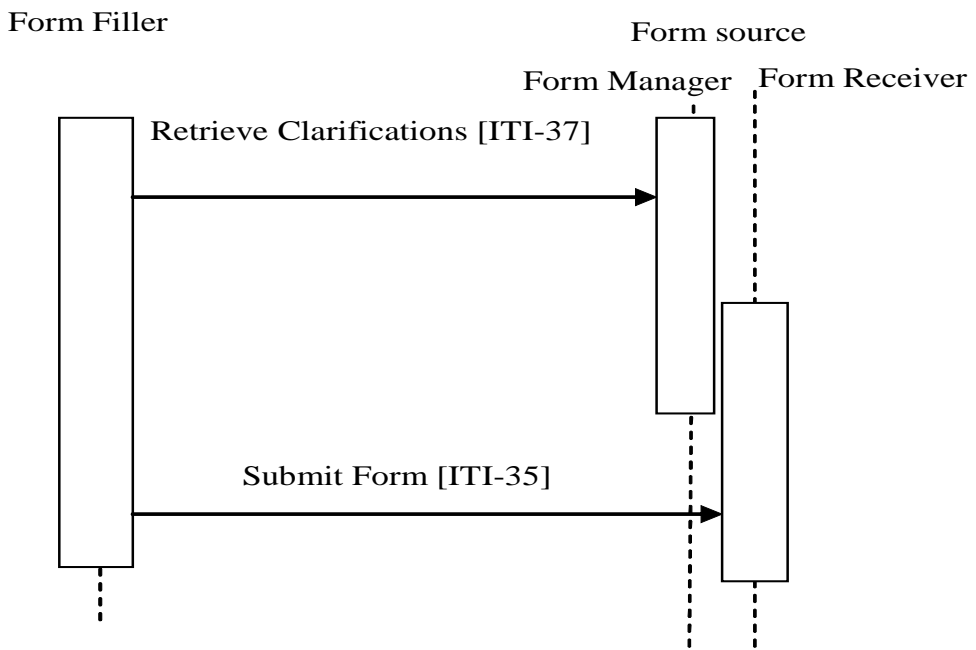 Form Filler
Form source
Form Manager
Form Receiver
Retrieve Clarifications [ITI-37]
Submit Form [ITI-35]